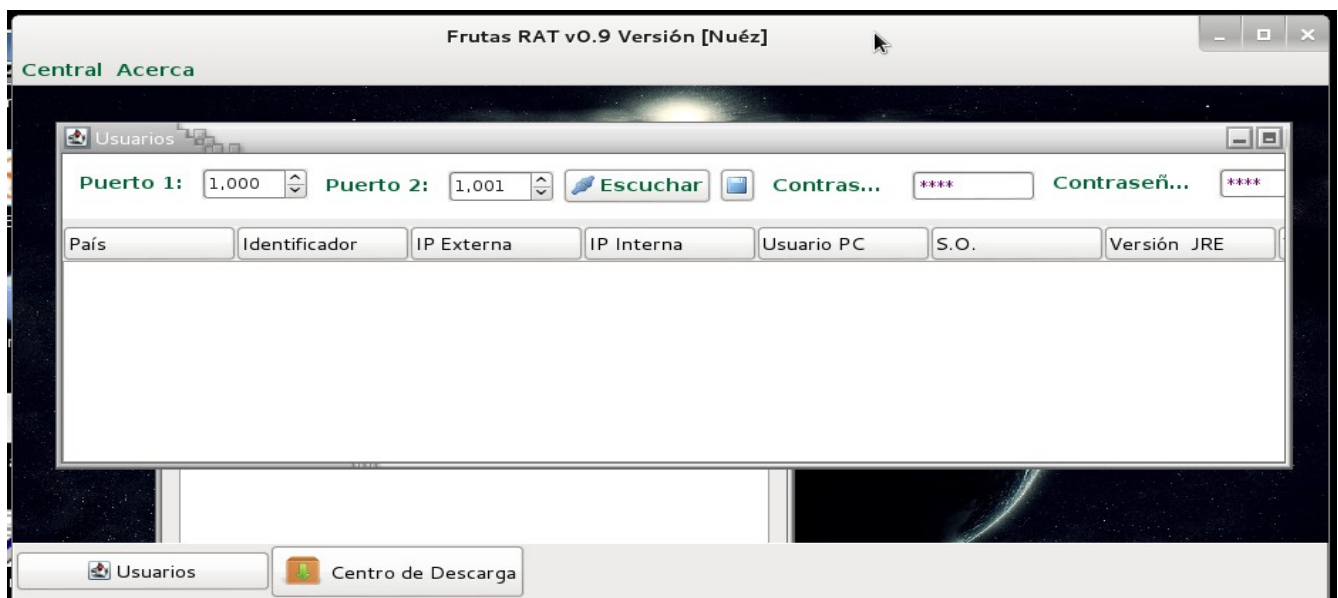 Frutas RAT v0.9 Versión [Nuéz]
Central Acerca
Usuarios
Puerto 1: 1,000 Puerto 2: 1,001 Escuchar Contras... **** Contraseñ... ****
País Identificador IP Externa IP Interna Usuario PC S.O. Versión JRE
Usuarios Centro de Descarga